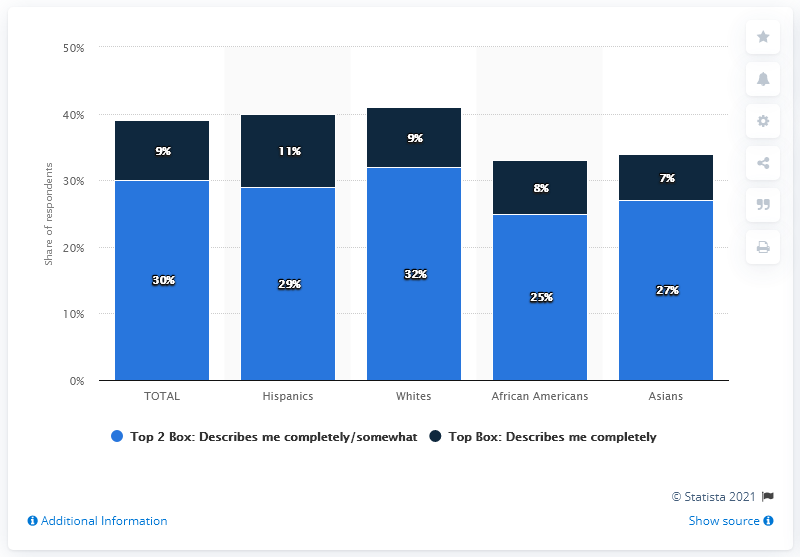 50%
40%
30%
20%
10%
0%
Share of respondents
9%
11%
9%
8%
7%
30%
29%
32%
25%
27%
TOTAL
Hispanics
Whites
African Americans
Asians
Top 2 Box: Describes me completely/somewhat
Top Box: Describes me completely
© Statista 2021
Additional Information
Show source